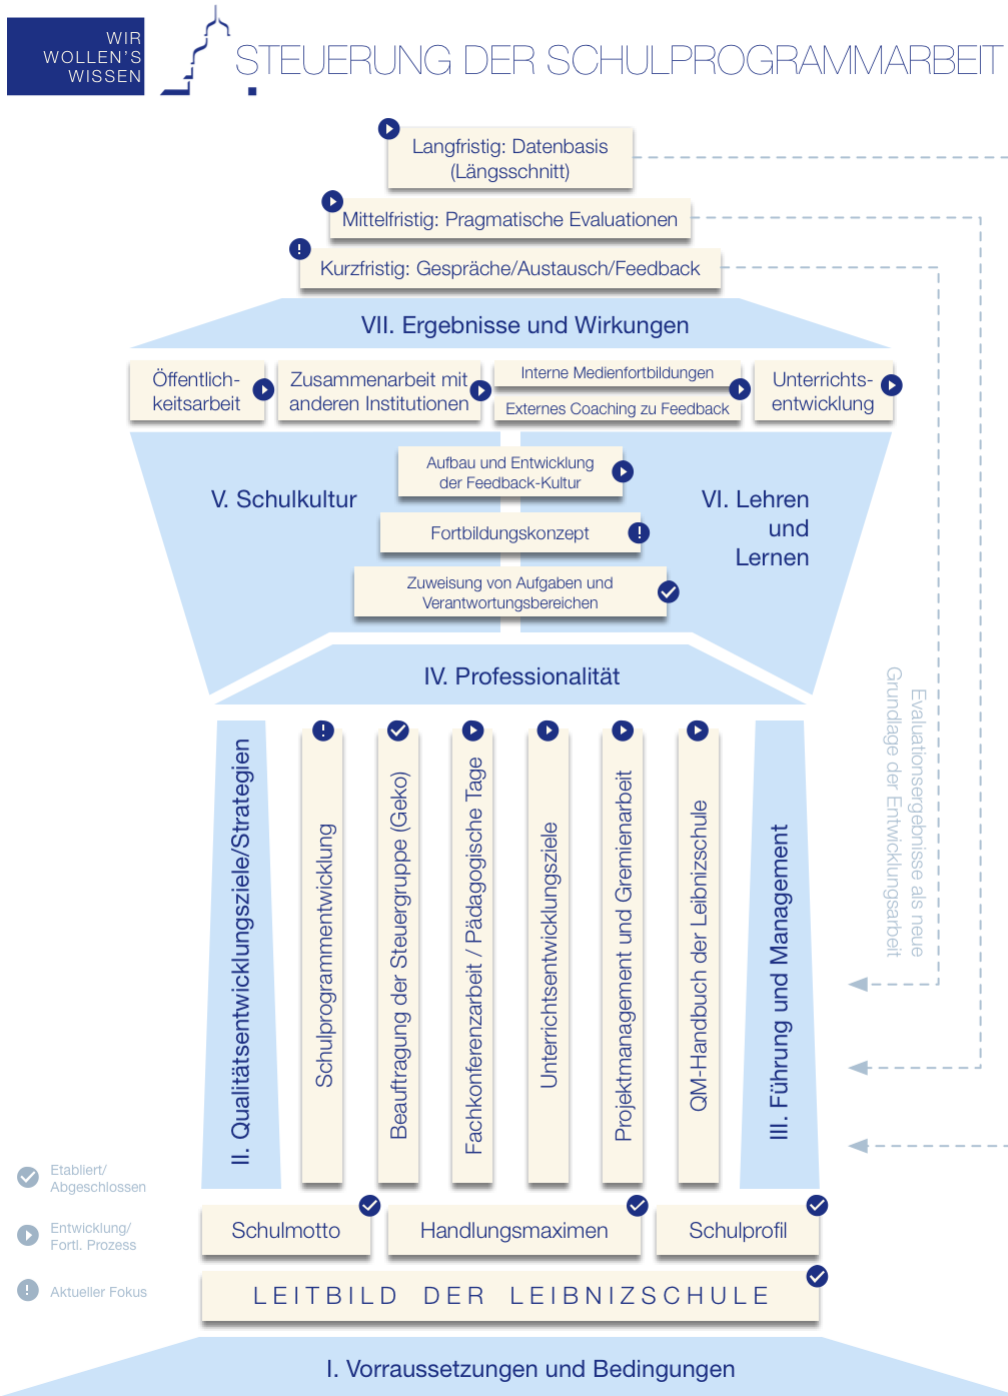 WIR
WOLLEN'S
WISSEN
STEUERUNG DER SCHULPROGRAMMARBEIT
Langfristig: Datenbasis
(Längsschnitt)
Mittelfristig: Pragmatische Evaluationen
Kurzfristig: Gespräche/Austausch/Feedback
VII. Ergebnisse und Wirkungen
Öffentlich-
keitsarbeit
Zusammenarbeit mit
anderen Institutionen
Interne Medienfortbildungen
Externes Coaching zu Feedback
Unterrichts-
entwicklung
V. Schulkultur
Aufbau und Entwicklung
der Feedback-Kultur
Fortbildungskonzept
Zuweisung von Aufgaben und
Verantwortungsbereichen
VI. Lehren
und
Lernen
IV. Professionalität
II. Qualitätsentwicklungsziele/Strategien
Schulprogrammentwicklung
Beauftragung der Steuergruppe (Geko)
Fachkonferenzarbeit / Pädagogische Tage
Unterrichtsentwicklungsziele
Projektmanagement und Gremienarbeit
QM-Handbuch der Leibnizschule
III. Führung und Management
Evaluationsergebnisse als neue
Grundlage der Entwicklungsarbeit
Etabliert/
Abgeschlossen
Entwicklung/
Fortl. Prozess
Aktueller Fokus
Schulmotto
Handlungsmaximen
Schulprofil
LEITBILD DER LEIBNIZSCHULE
I. Vorraussetzungen und Bedingungen